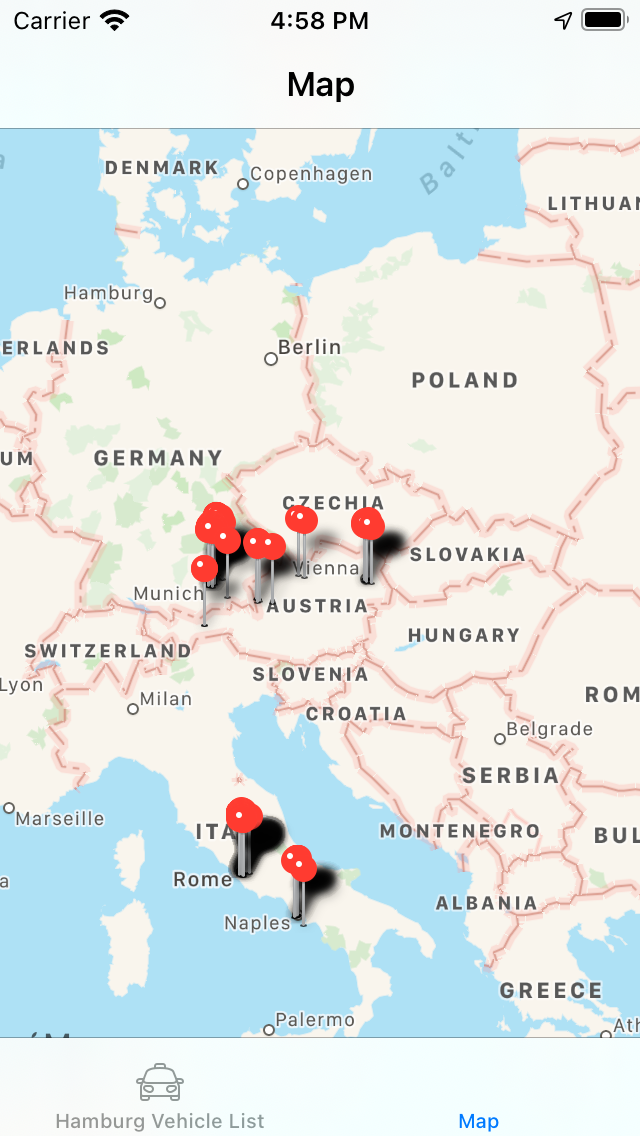 Carrier 4:58 PM
Map
DENMARK
Copenhagen
Balt
LITHUAN
Hamburg
ERLANDS
Berlin
POLAND
UM
GERMANY
CZECHIA
Vienna
SLOVAKIA
Munich
AUSTRIA
HUNGARY
SWITZERLAND
SLOVENIA
Lyon
Milan
ROM
CROATIA
Belgrade
SERBIA
Marseille
ITA
MONTENEGRO
BUL
Rome
a
ALBANIA
Naples
GREECE
Palermo
Ath
Hamburg Vehicle List
Map